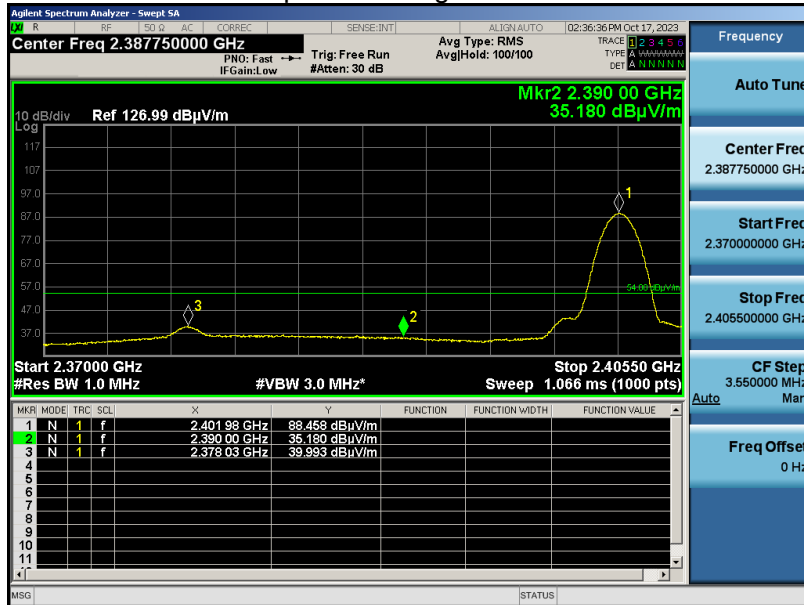 Agilent Spectrum Analyzer - Swept SA
LXI R RF 50 Ω AC CORREC SENSE:INT ALIGN AUTO 02:36:36 PM Oct 17, 2023
Center Freq 2.387750000 GHz
PNO: Fast
IFGain:Low
Trig: Free Run
#Atten: 30 dB
Avg Type: RMS
Avg|Hold: 100/100
TRACE 1 2 3 4 5 6
TYPE A
DET A N N N N N
Mkr2 2.390 00 GHz
35.180 dBµV/m
10 dB/div Ref 126.99 dBµV/m
Log
117
107
97.0
87.0
77.0
67.0
57.0
47.0
37.0
1
2
3
54.00 dBµV/m
Start 2.37000 GHz Stop 2.40550 GHz
#Res BW 1.0 MHz #VBW 3.0 MHz* Sweep 1.066 ms (1000 pts)
MKR MODE TRC SCL X Y FUNCTION FUNCTION WIDTH FUNCTION VALUE
1 N 1 f 2.401 98 GHz 88.458 dBµV/m
2 N 1 f 2.390 00 GHz 35.180 dBµV/m
3 N 1 f 2.378 03 GHz 39.993 dBµV/m
4
5
6
7
8
9
10
11
MSG STATUS
Frequency
Auto Tune
Center Freq
2.387750000 GHz
Start Freq
2.370000000 GHz
Stop Freq
2.405500000 GHz
CF Step
3.550000 MHz
Auto Man
Freq Offset
0 Hz